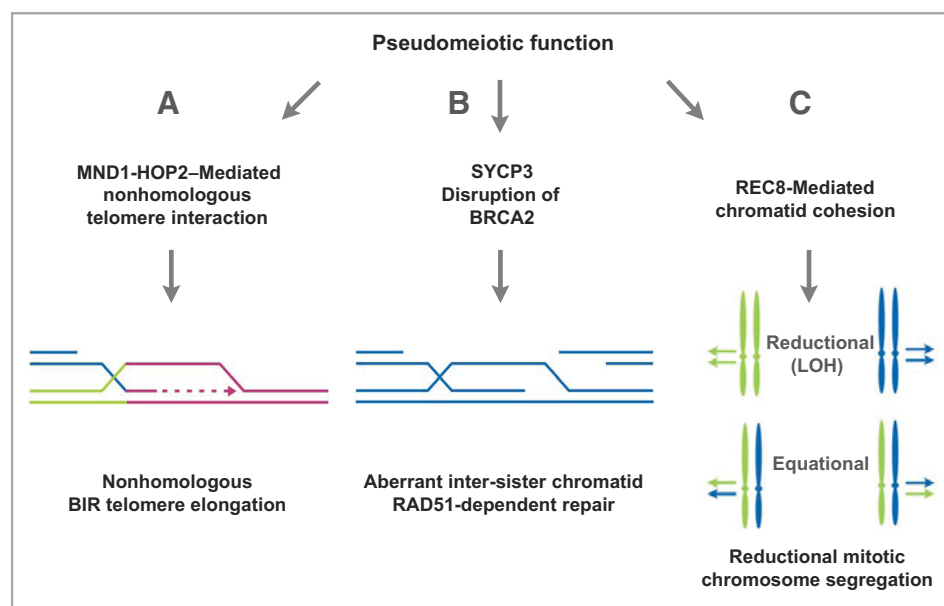 Pseudomeiotic function
A
B
C
MND1-HOP2–Mediated
nonhomologous
telomere interaction
SYCP3
Disruption of
BRCA2
REC8-Mediated
chromatid cohesion
Reductional
(LOH)
Equational
Nonhomologous
BIR telomere elongation
Aberrant inter-sister chromatid
RAD51-dependent repair
Reductional mitotic
chromosome segregation